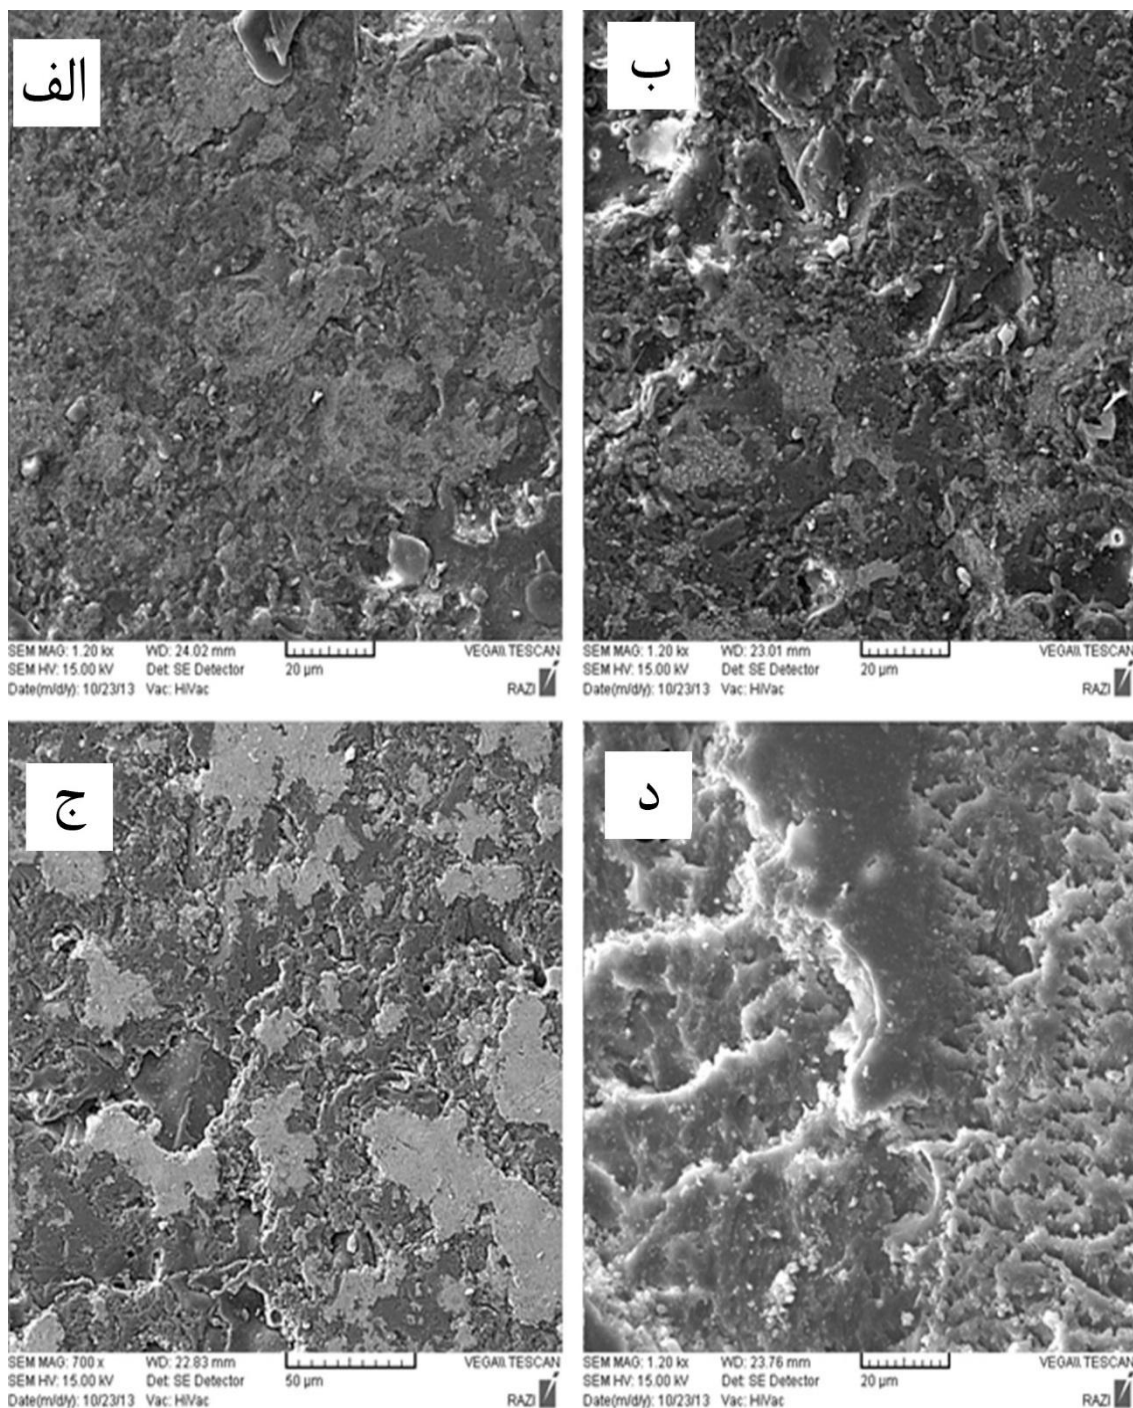 الف
SEM MAG: 1.20 kx WD: 24.02 mm
SEM HV: 15.00 kV Det: SE Detector 20 µm VEGA\\ TESCAN
Date(m/d/y): 10/23/13 Vac: HiVac RAZI
ب
SEM MAG: 1.20 kx WD: 23.01 mm
SEM HV: 15.00 kV Det: SE Detector 20 µm VEGA\\ TESCAN
Date(m/d/y): 10/23/13 Vac: HiVac RAZI
ج
SEM MAG: 700 x WD: 22.83 mm
SEM HV: 15.00 kV Det: SE Detector 50 µm VEGA\\ TESCAN
Date(m/d/y): 10/23/13 Vac: HiVac RAZI
د
SEM MAG: 1.20 kx WD: 23.76 mm
SEM HV: 15.00 kV Det: SE Detector 20 µm VEGA\\ TESCAN
Date(m/d/y): 10/23/13 Vac: HiVac RAZI